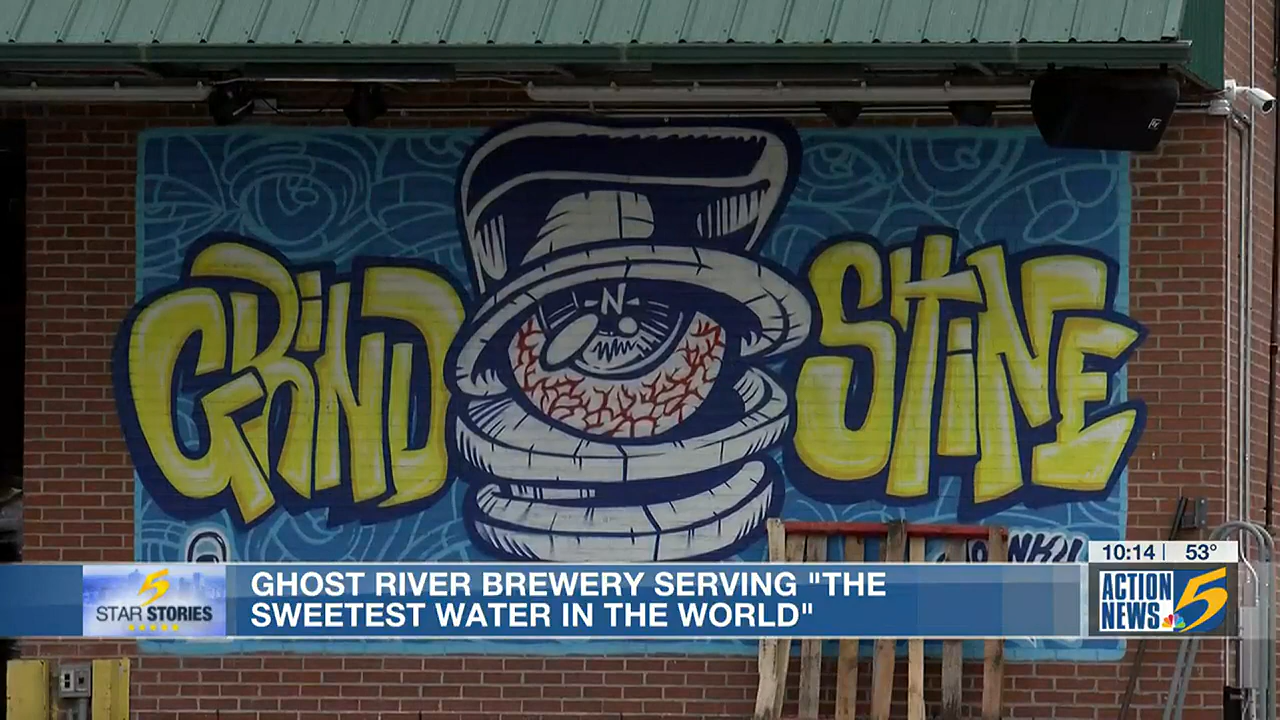 GRIND
N
STINE
10:14 | 53°
5
STAR STORIES
GHOST RIVER BREWERY SERVING "THE
SWEETEST WATER IN THE WORLD"
ACTION
NEWS 5